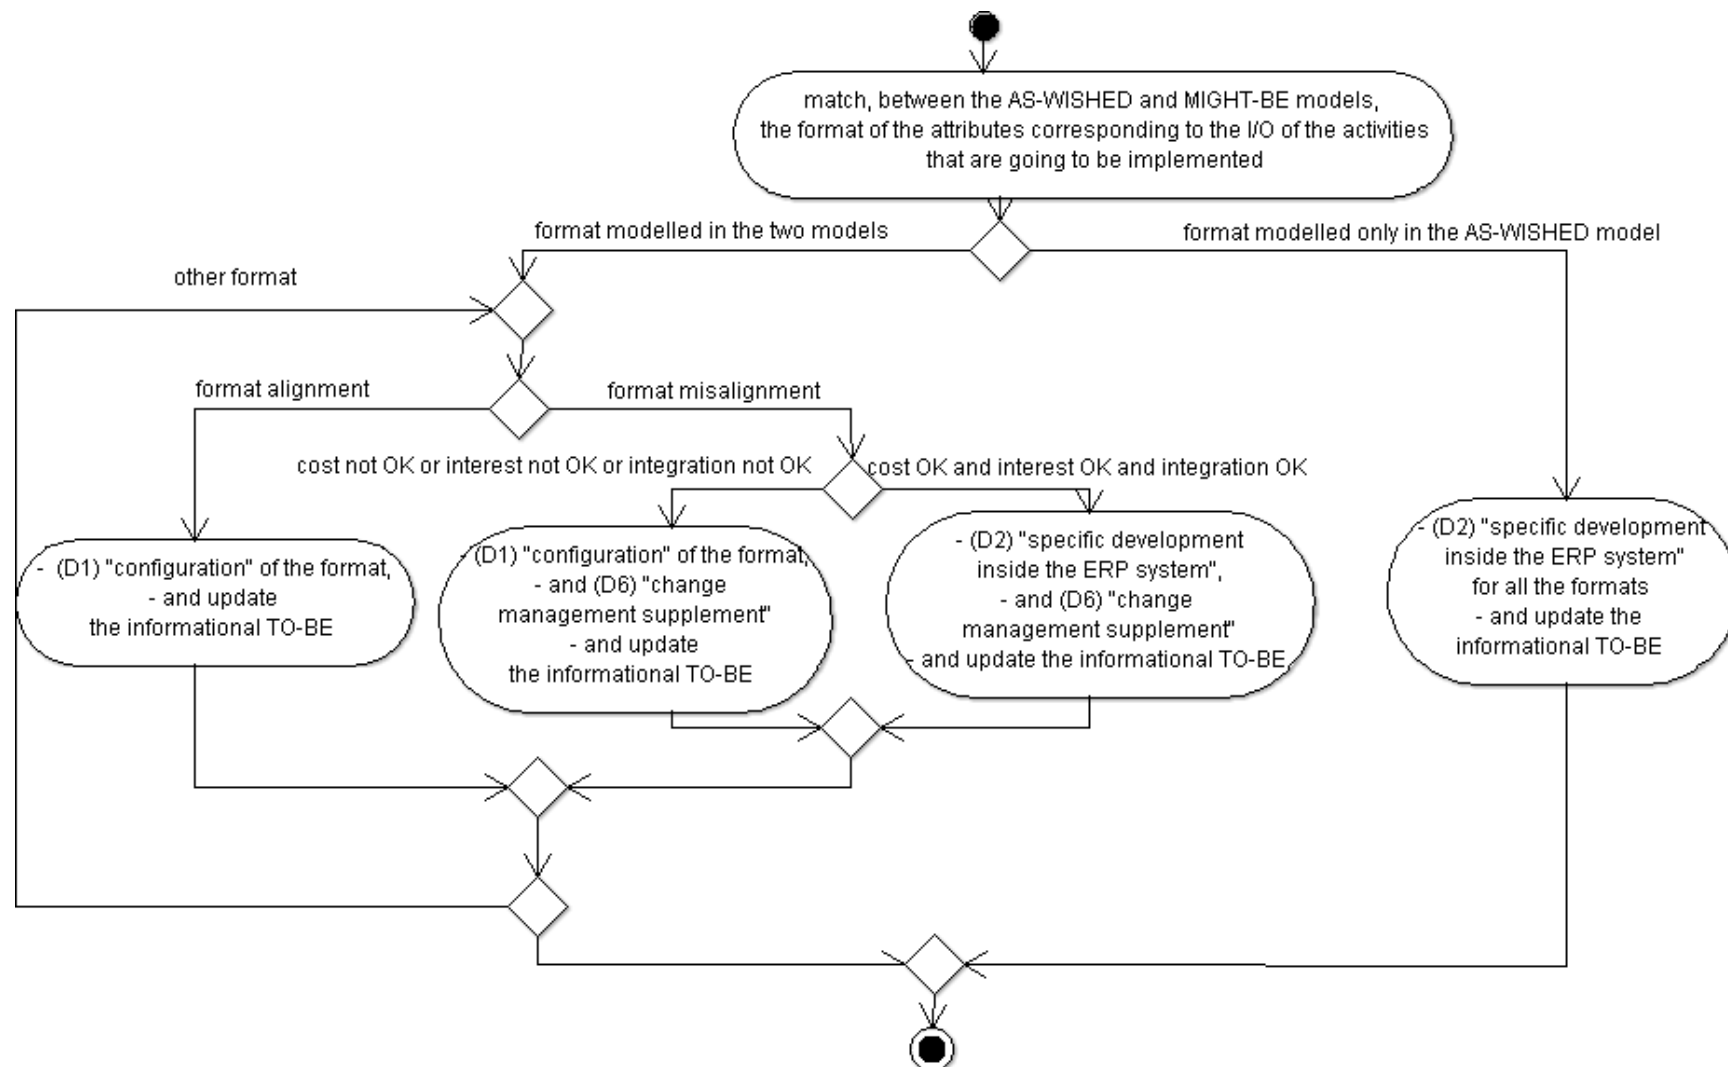 match, between the AS-WISHED and MIGHT-BE models,
the format of the attributes corresponding to the I/O of the activities
that are going to be implemented
format modelled in the two models
format modelled only in the AS-WISHED model
other format
format alignment
format misalignment
cost not OK or interest not OK or integration not OK
cost OK and interest OK and integration OK
- (D1) "configuration" of the format,
- and update
the informational TO-BE
- (D1) "configuration" of the format,
- and (D6) "change
management supplement"
- and update
the informational TO-BE
- (D2) "specific development
inside the ERP system",
- and (D6) "change
management supplement"
- and update the informational TO-BE
- (D2) "specific development
inside the ERP system"
for all the formats
- and update the
informational TO-BE